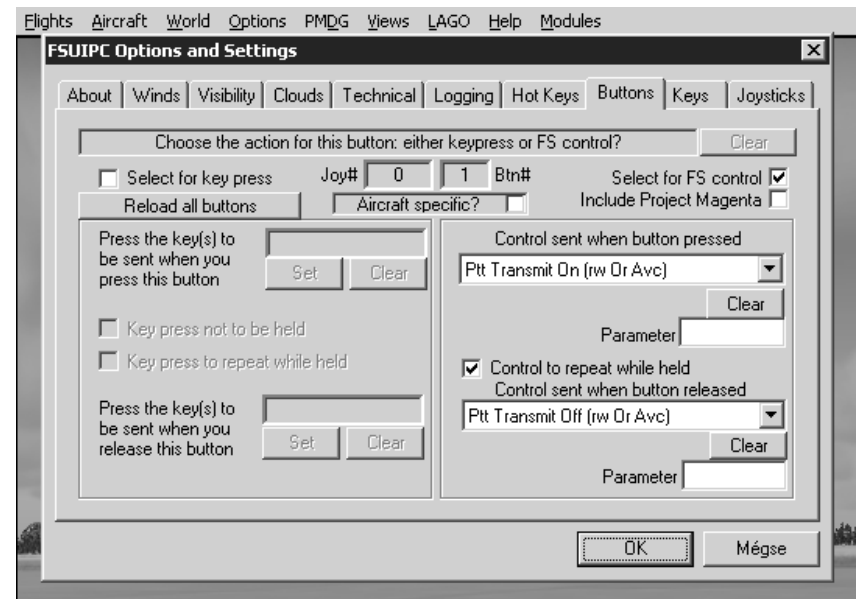 Flights Aircraft World Options PMDG Views LAGO Help Modules
FSUIPC Options and Settings
About Winds Visibility Clouds Technical Logging Hot Keys Buttons Keys Joysticks
Choose the action for this button: either keypress or FS control? Clear
Select for key press Joy# 0 1 Btn# Select for FS control
Reload all buttons Aircraft specific? Include Project Magenta
Press the key(s) to
be sent when you
press this button
Set Clear
Key press not to be held
Key press to repeat while held
Press the key(s) to
be sent when you
release this button
Set Clear
Control sent when button pressed
Ptt Transmit On (rw Or Avc)
Clear
Parameter
Control to repeat while held
Control sent when button released
Ptt Transmit Off (rw Or Avc)
Clear
Parameter
OK Mégse